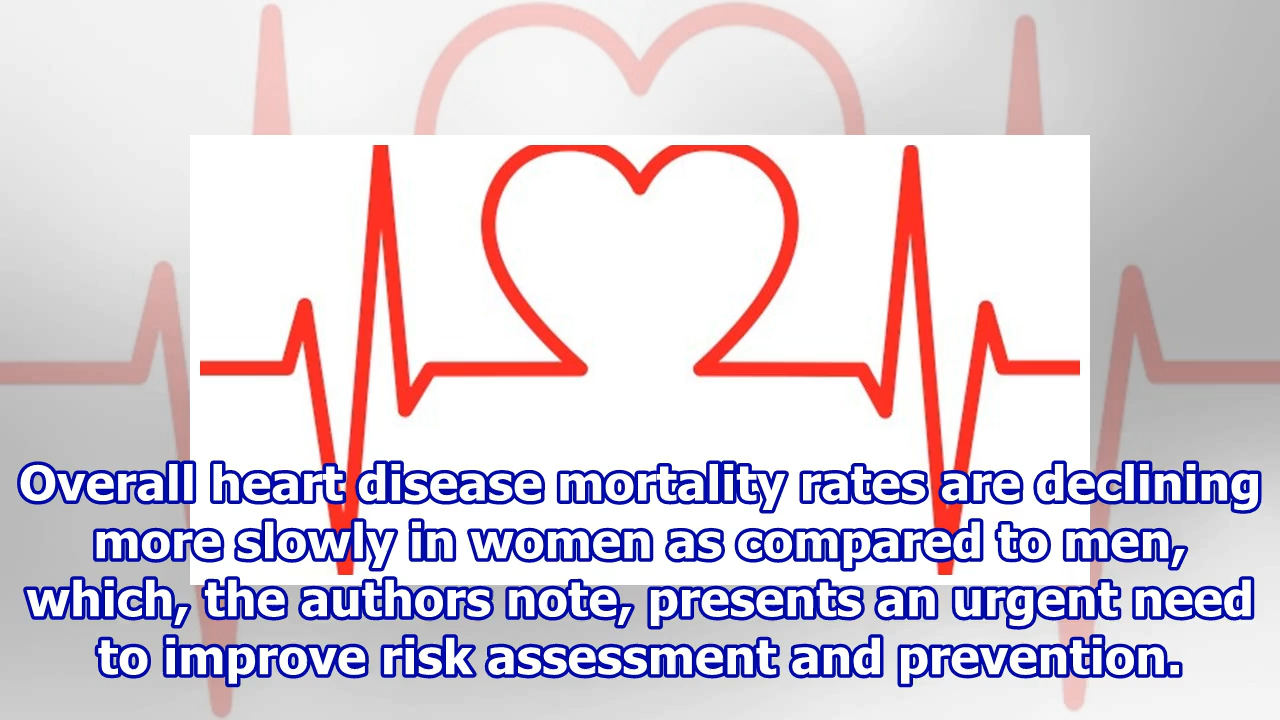 Overall heart disease mortality rates are declining
more slowly in women as compared to men,
which, the authors note, presents an urgent need
to improve risk assessment and prevention.